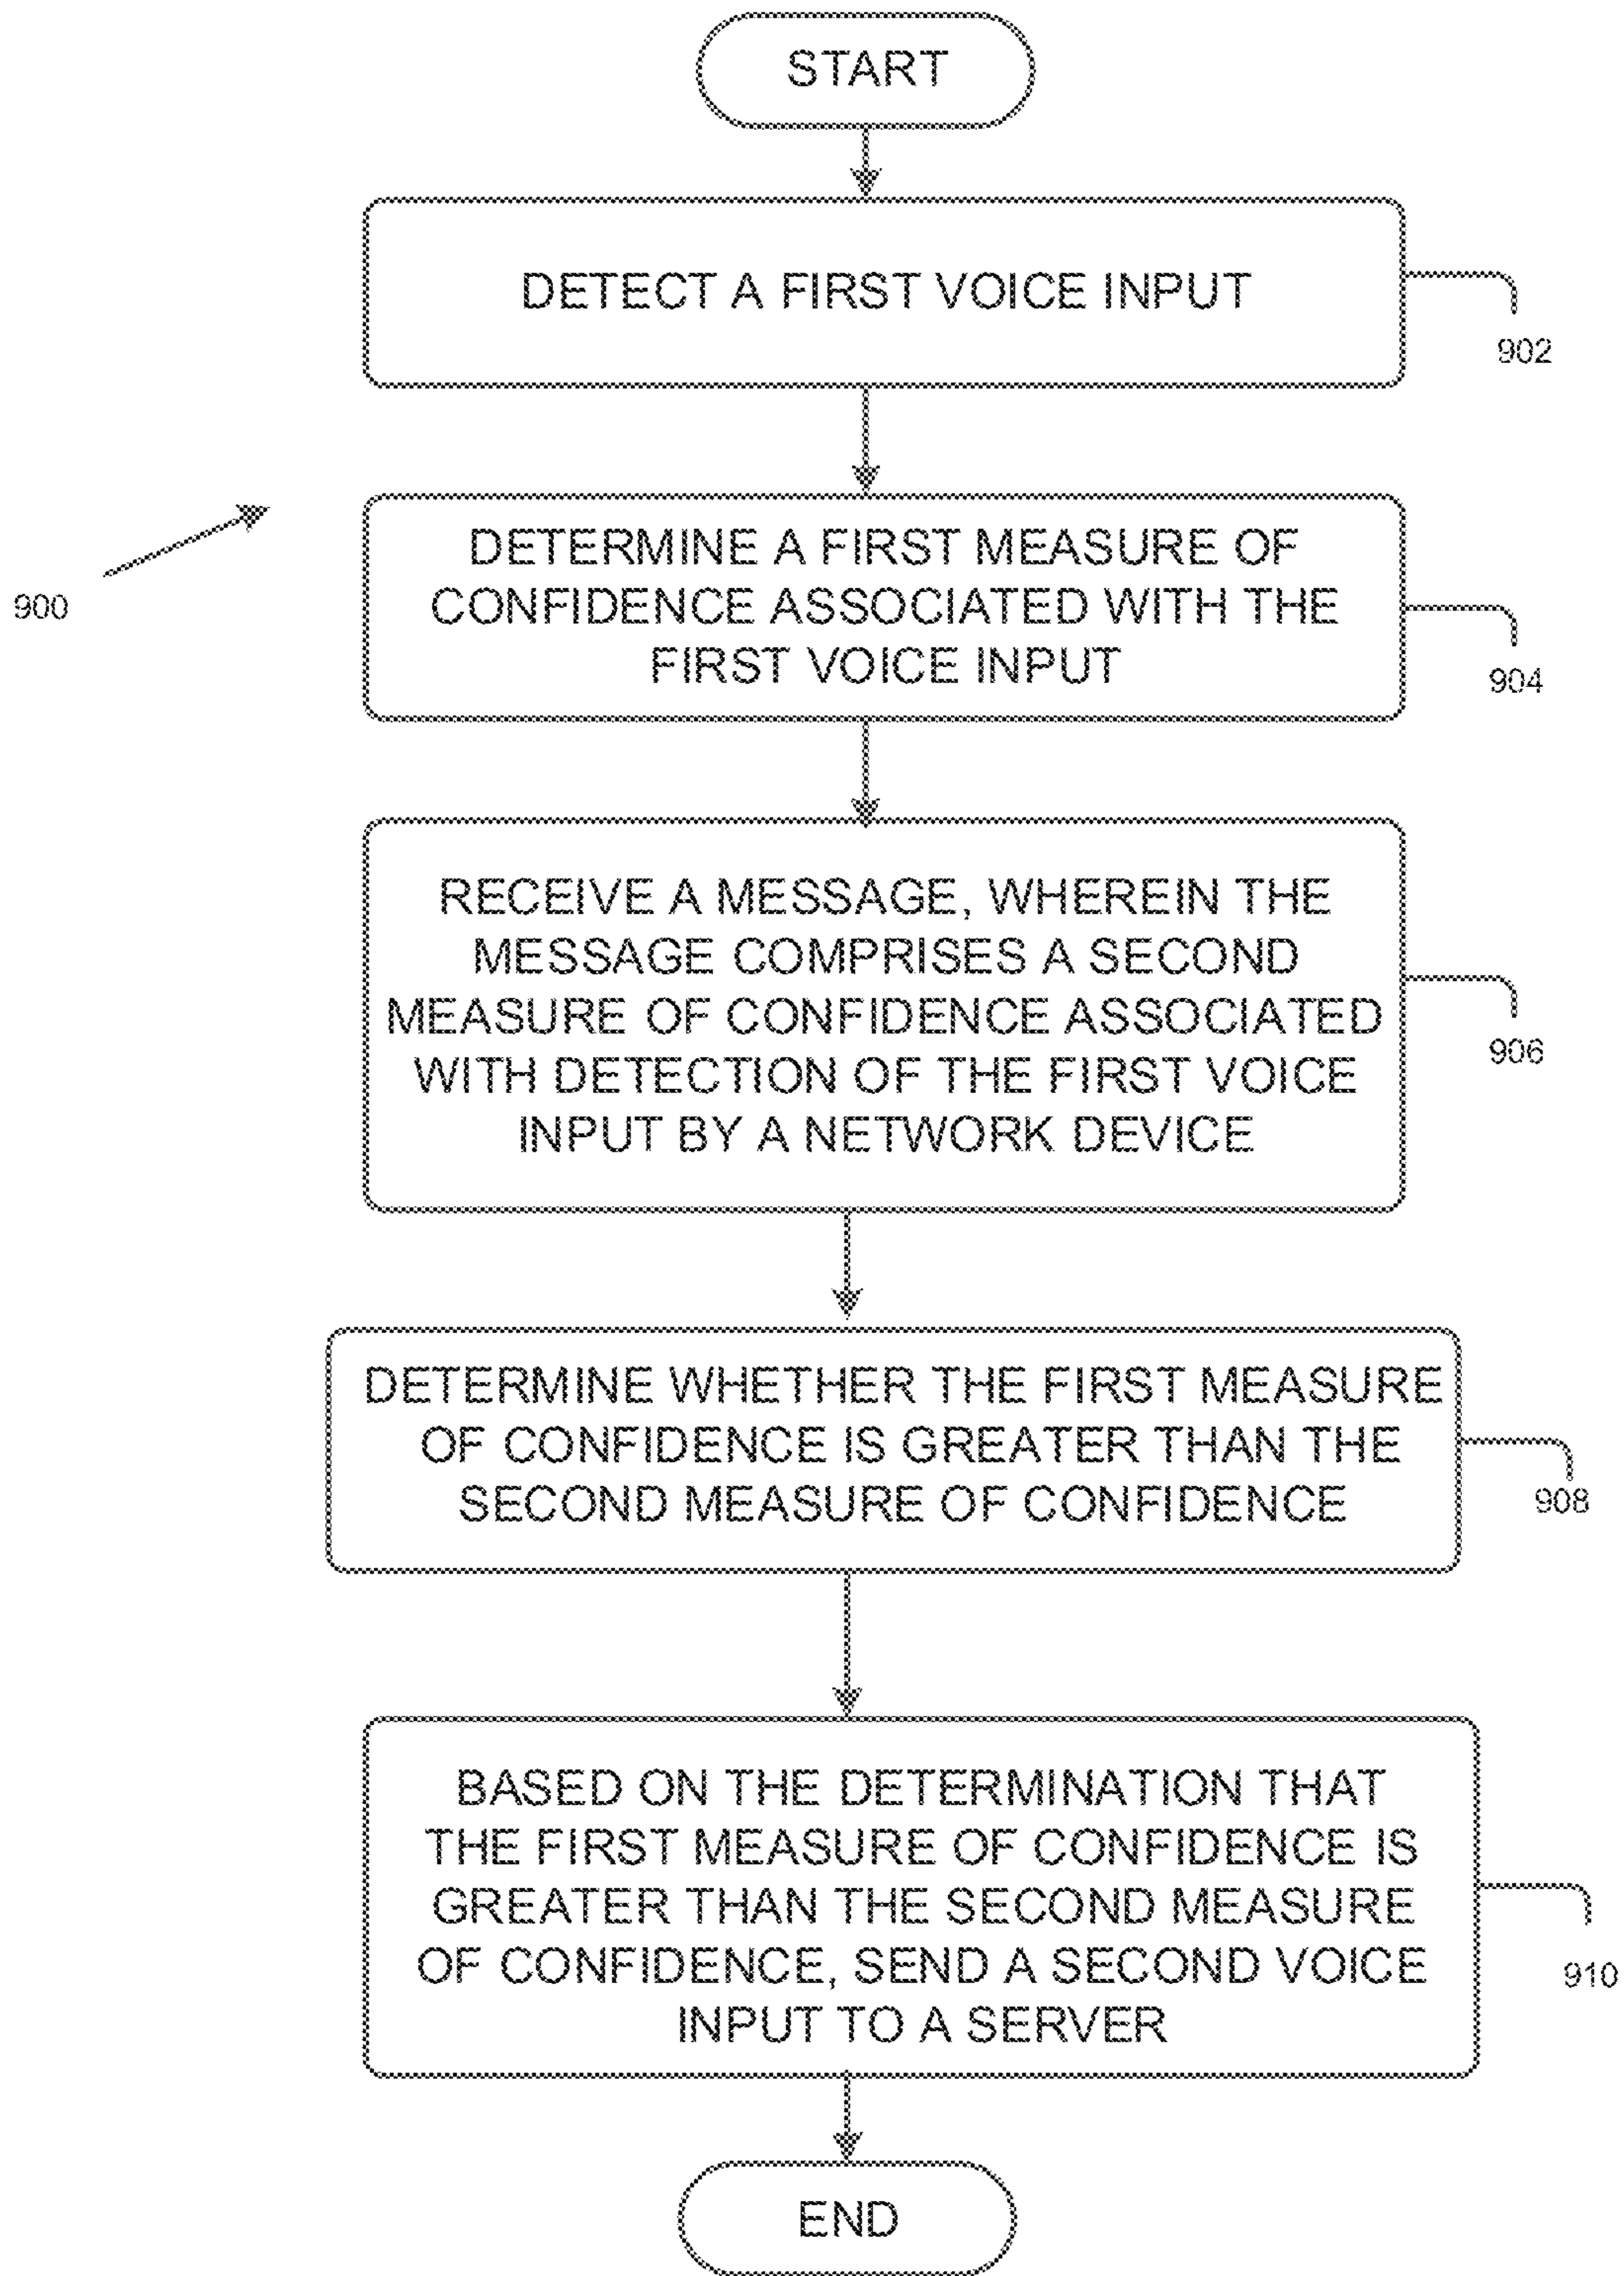 START
DETECT A FIRST VOICE INPUT
902
900
DETERMINE A FIRST MEASURE OF
CONFIDENCE ASSOCIATED WITH THE
FIRST VOICE INPUT
904
RECEIVE A MESSAGE, WHEREIN THE
MESSAGE COMPRISES A SECOND
MEASURE OF CONFIDENCE ASSOCIATED
WITH DETECTION OF THE FIRST VOICE
INPUT BY A NETWORK DEVICE
906
DETERMINE WHETHER THE FIRST MEASURE
OF CONFIDENCE IS GREATER THAN THE
SECOND MEASURE OF CONFIDENCE
908
BASED ON THE DETERMINATION THAT
THE FIRST MEASURE OF CONFIDENCE IS
GREATER THAN THE SECOND MEASURE
OF CONFIDENCE, SEND A SECOND VOICE
INPUT TO A SERVER
910
END